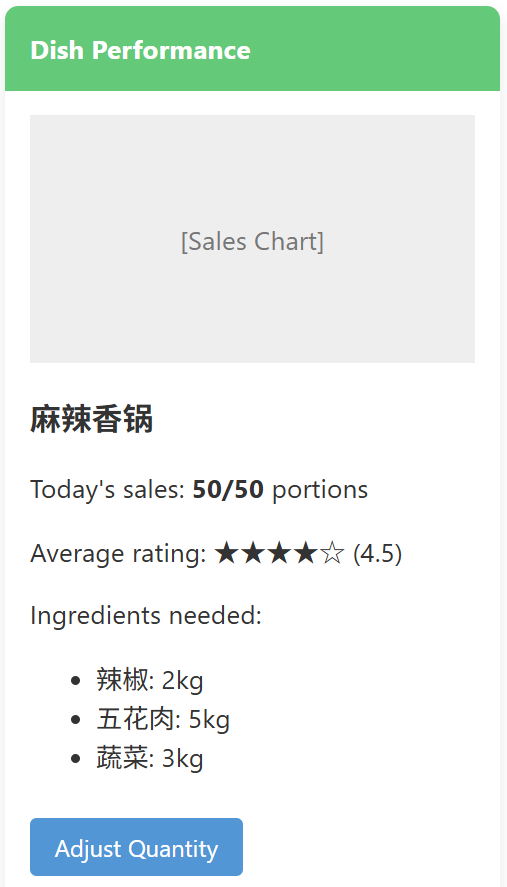 Dish Performance
[Sales Chart]
麻辣香锅
Today's sales: 50/50 portions
Average rating: ★★★★☆ (4.5)
Ingredients needed:
• 辣椒: 2kg
• 五花肉: 5kg
• 蔬菜: 3kg
Adjust Quantity